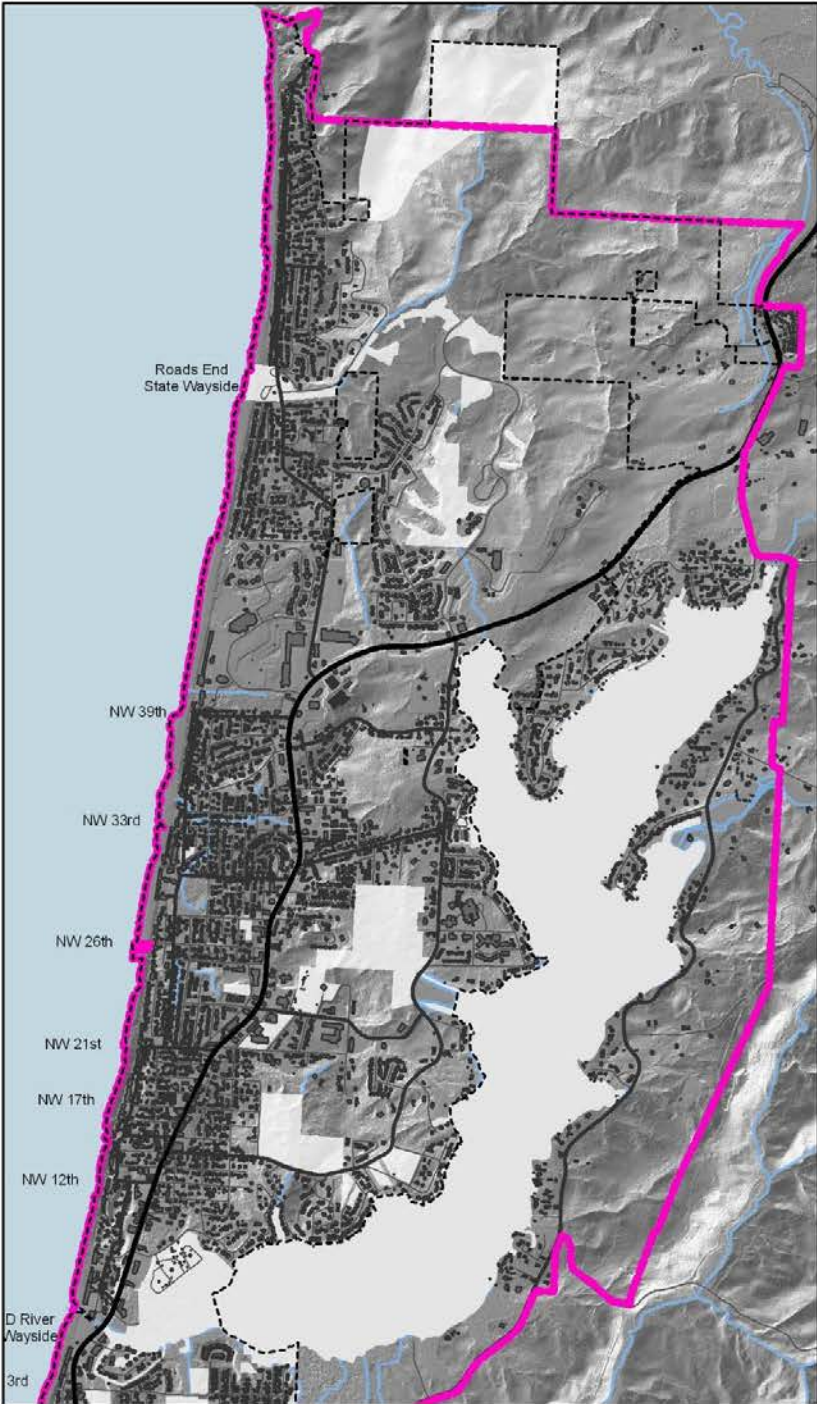 Roads End
State Wayside
NW 39th
NW 33rd
NW 26th
NW 21st
NW 17th
NW 12th
D River
Wayside
3rd